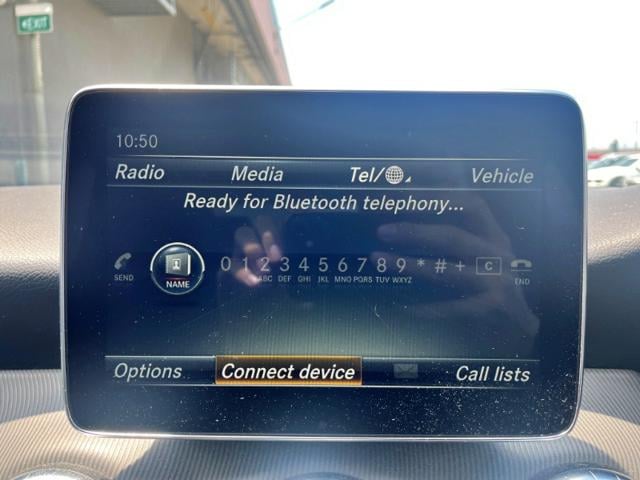 EXIT
10:50
Radio Media Tel/ Vehicle
Ready for Bluetooth telephony...
SEND NAME 0 1 2 3 4 5 6 7 8 9 * # + C END
ABC DEF GHI JKL MNO PQRS TUV WXYZ
Options Connect device Call lists